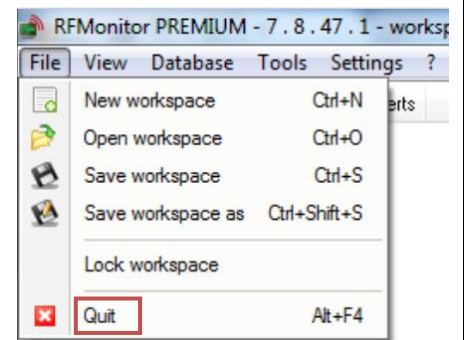 RFMonitor PREMIUM - 7 . 8 . 47 . 1 - worksp
File View Database Tools Settings ?
New workspace Ctrl+N
erts
Open workspace Ctrl+O
Save workspace Ctrl+S
Save workspace as Ctrl+Shift+S
Lock workspace
Quit Alt+F4